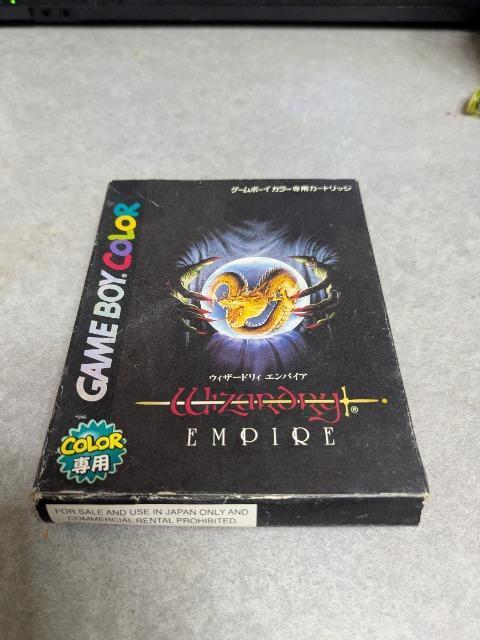 ゲームボーイ カラー専用カートリッジ
GAME BOY COLOR
ウィザードリィ エンパイア
Wizardry®
EMPIRE
COLOR
専用
FOR SALE AND USE IN JAPAN ONLY AND
COMMERCIAL RENTAL PROHIBITED.